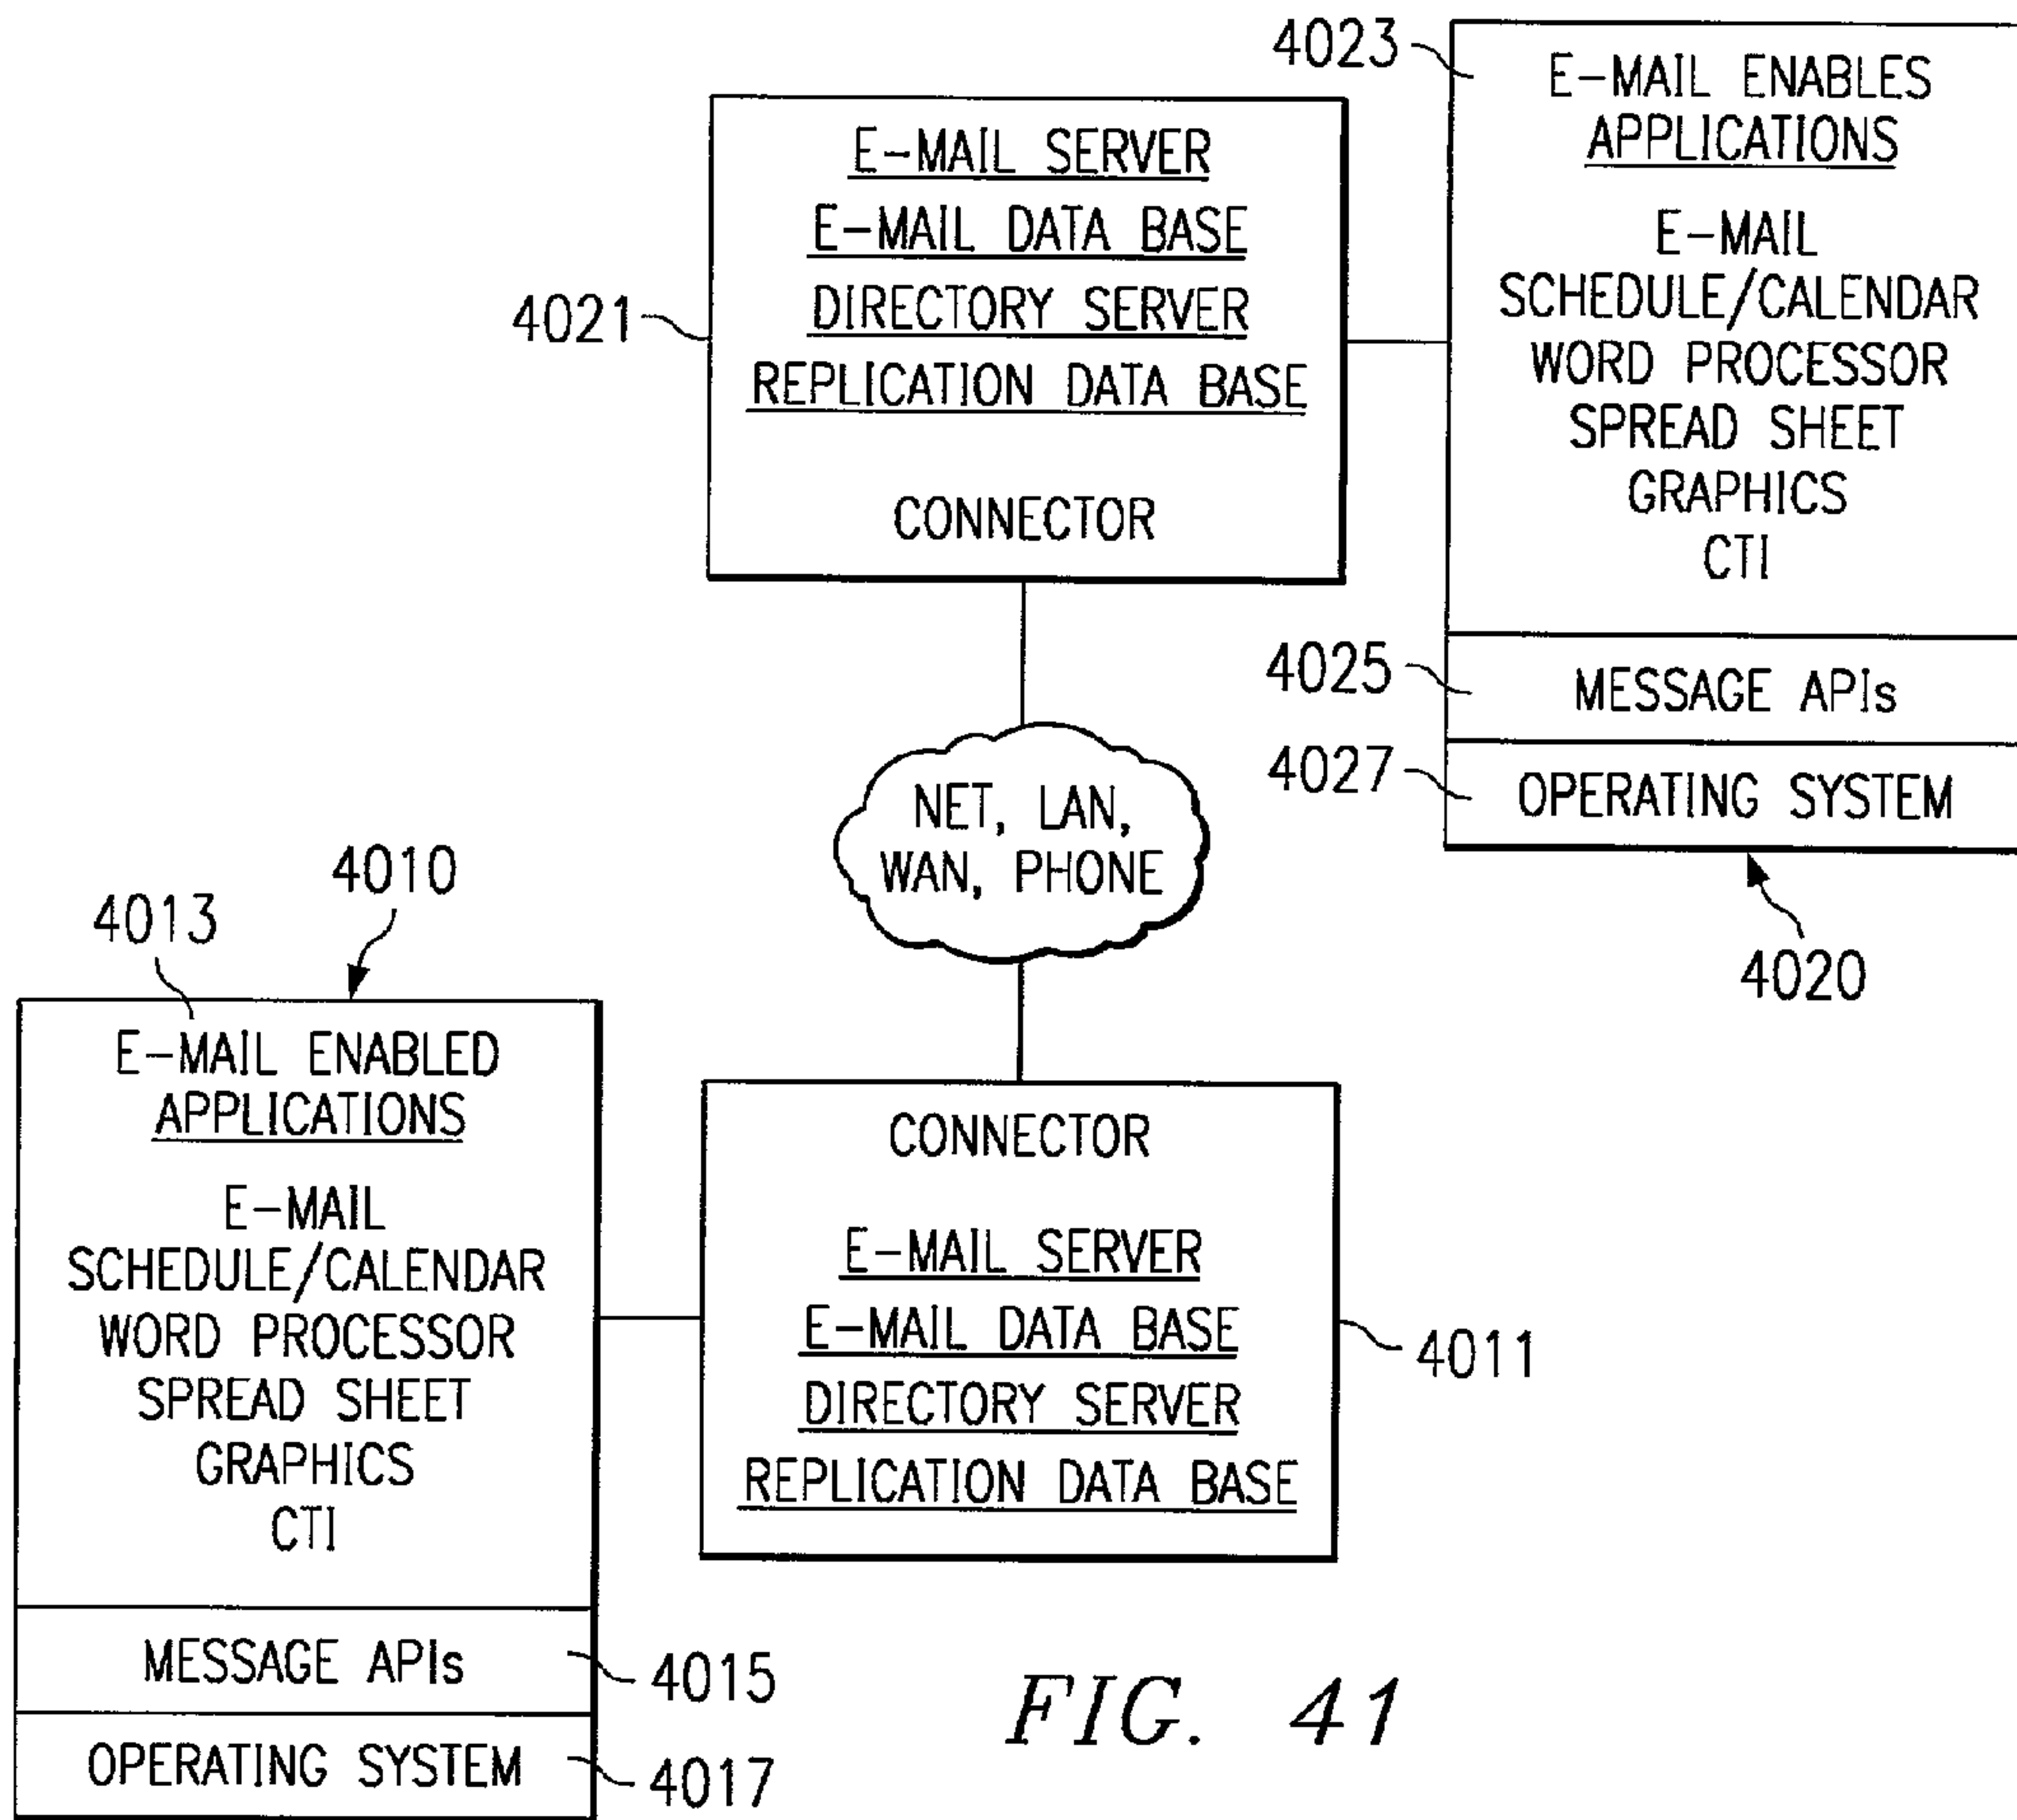 4023
E-MAIL ENABLES
APPLICATIONS
E-MAIL
SCHEDULE/CALENDAR
WORD PROCESSOR
SPREAD SHEET
GRAPHICS
CTI
4025
MESSAGE APIs
4027
OPERATING SYSTEM
4020
4021
E-MAIL SERVER
E-MAIL DATA BASE
DIRECTORY SERVER
REPLICATION DATA BASE
CONNECTOR
NET, LAN,
WAN, PHONE
4010
4013
E-MAIL ENABLED
APPLICATIONS
E-MAIL
SCHEDULE/CALENDAR
WORD PROCESSOR
SPREAD SHEET
GRAPHICS
CTI
MESSAGE APIs
4015
OPERATING SYSTEM
4017
CONNECTOR
E-MAIL SERVER
E-MAIL DATA BASE
DIRECTORY SERVER
REPLICATION DATA BASE
4011
FIG. 41